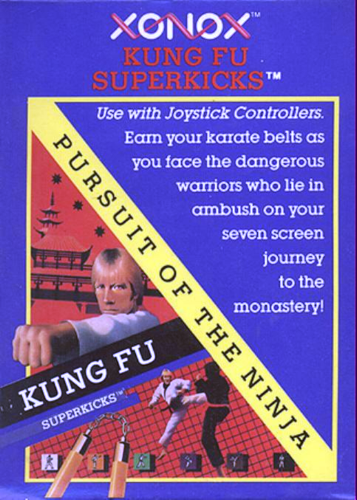 XONOX™
KUNG FU
SUPERKICKS™
Use with Joystick Controllers.
Earn your karate belts as
you face the dangerous
warriors who lie in
ambush on your
seven screen
journey
to the
monastery!
PURSUIT OF THE NINJA
KUNG FU
SUPERKICKS™